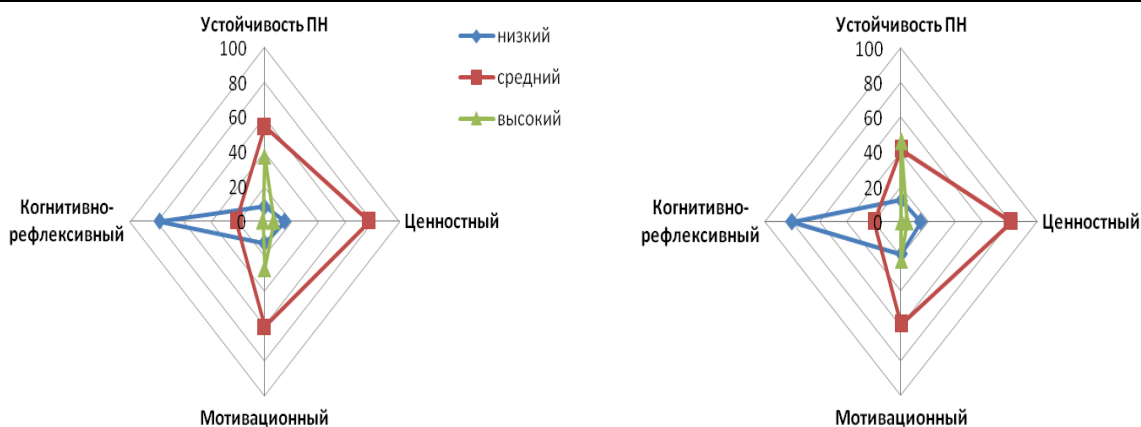 Устойчивость ПН
100
80
60
40
20
0
Когнитивно-
рефлексивный
Ценностный
Мотивационный
низкий
средний
высокий
Устойчивость ПН
100
80
60
40
20
0
Когнитивно-
рефлексивный
Ценностный
Мотивационный